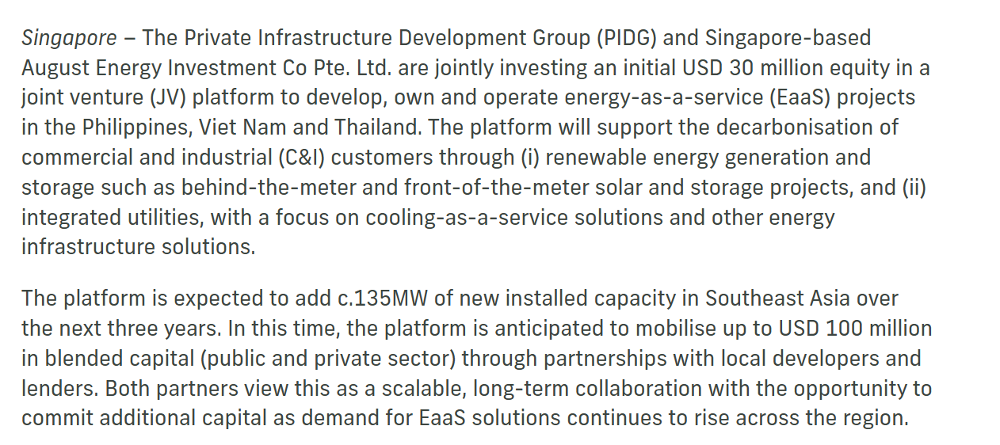 Singapore – The Private Infrastructure Development Group (PIDG) and Singapore-based
August Energy Investment Co Pte. Ltd. are jointly investing an initial USD 30 million equity in a
joint venture (JV) platform to develop, own and operate energy-as-a-service (EaaS) projects
in the Philippines, Viet Nam and Thailand. The platform will support the decarbonisation of
commercial and industrial (C&I) customers through (i) renewable energy generation and
storage such as behind-the-meter and front-of-the-meter solar and storage projects, and (ii)
integrated utilities, with a focus on cooling-as-a-service solutions and other energy
infrastructure solutions.
The platform is expected to add c.135MW of new installed capacity in Southeast Asia over
the next three years. In this time, the platform is anticipated to mobilise up to USD 100 million
in blended capital (public and private sector) through partnerships with local developers and
lenders. Both partners view this as a scalable, long-term collaboration with the opportunity to
commit additional capital as demand for EaaS solutions continues to rise across the region.